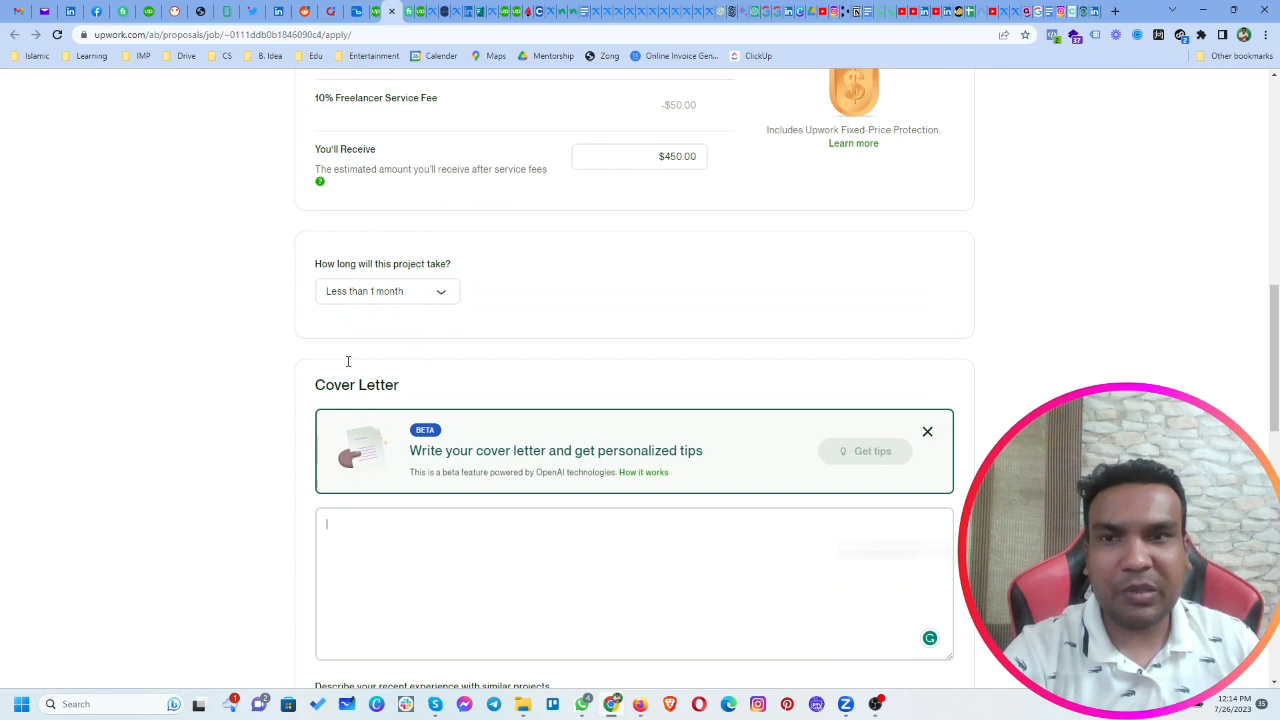 upwork.com/ab/proposals/job/~0111ddb0b1846090c4/apply/
Islamic
Learning
IMP
Drive
CS
B. Idea
Edu
Entertainment
Calender
Maps
Mentorship
Zong
Online Invoice Gen...
ClickUp
Other bookmarks
10% Freelancer Service Fee
-$50.00
Includes Upwork Fixed-Price Protection.
Learn more
You'll Receive
$450.00
The estimated amount you'll receive after service fees
How long will this project take?
Less than 1 month
Cover Letter
BETA
Write your cover letter and get personalized tips
Get tips
This is a beta feature powered by OpenAI technologies. How it works
Describe your recent experience with similar projects
Search
12:14 PM
7/26/2023